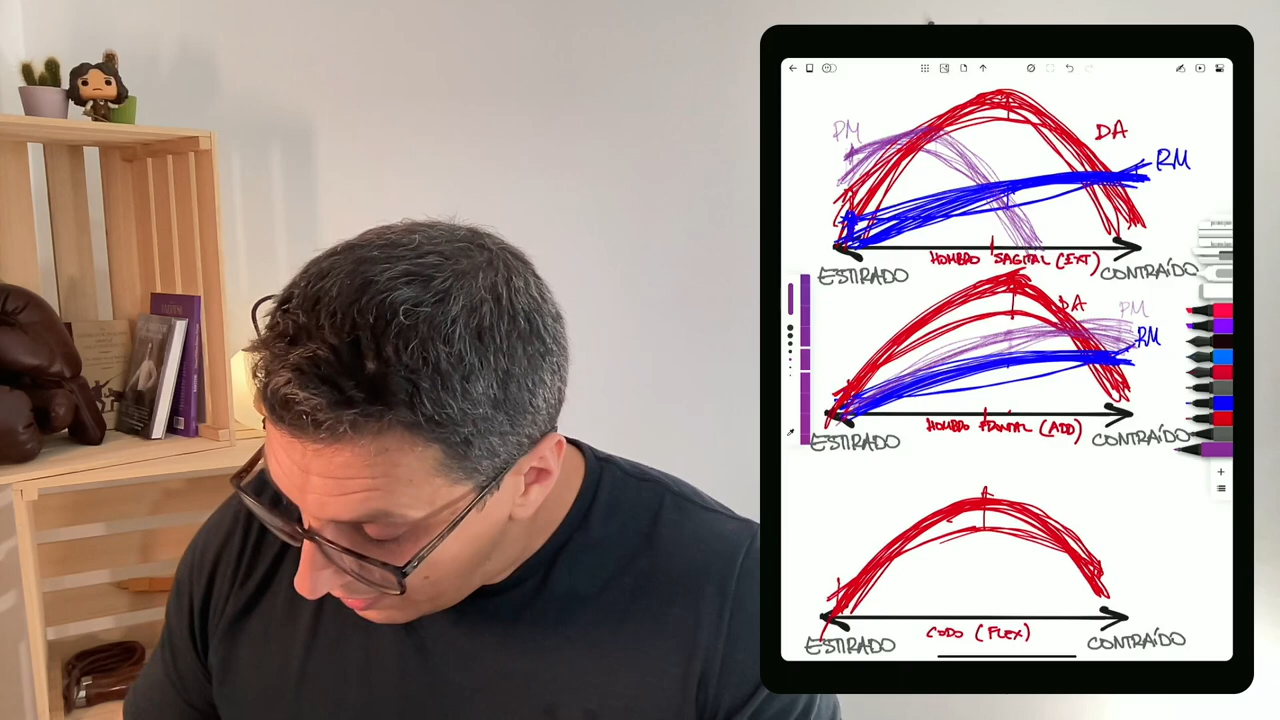 PM
DA
RM
HOMBRO SAGITAL (EXT)
ESTIRADO
CONTRAÍDO
DA
PM
RM
HOMBRO FRONTAL (ADD)
ESTIRADO
CONTRAÍDO
CODO (FLEX)
ESTIRADO
CONTRAÍDO